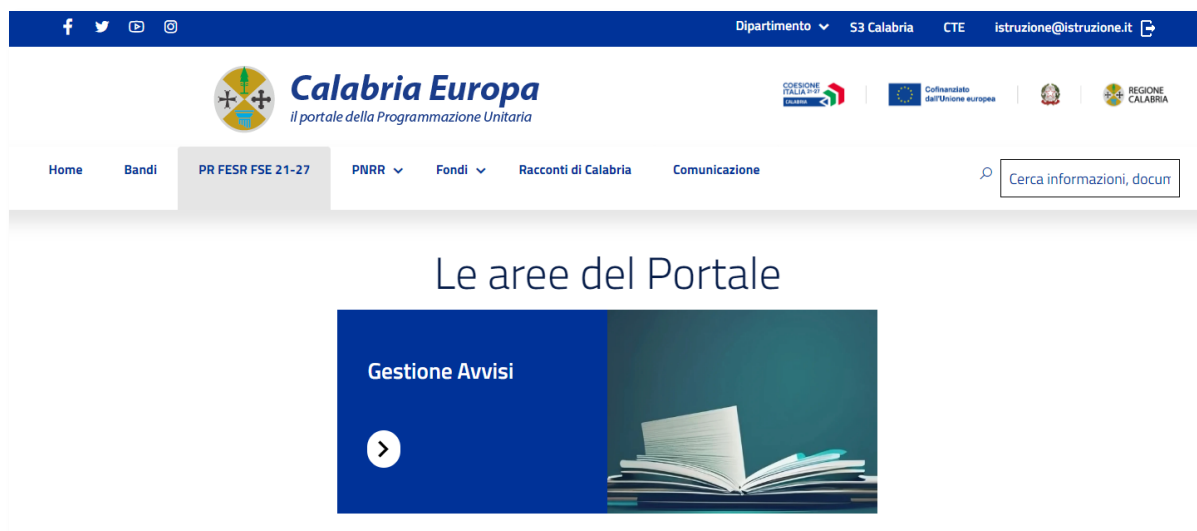 Dipartimento S3 Calabria CTE istruzione@istruzione.it
Calabria Europa
il portale della Programmazione Unitaria
COESIONE
ITALIA 21-27
CALABRIA
Cofinanziato
dall'Unione europea
REGIONE
CALABRIA
Home Bandi PR FESR FSE 21-27 PNRR Fondi Racconti di Calabria Comunicazione
Cerca informazioni, docum
Le aree del Portale
Gestione Avvisi